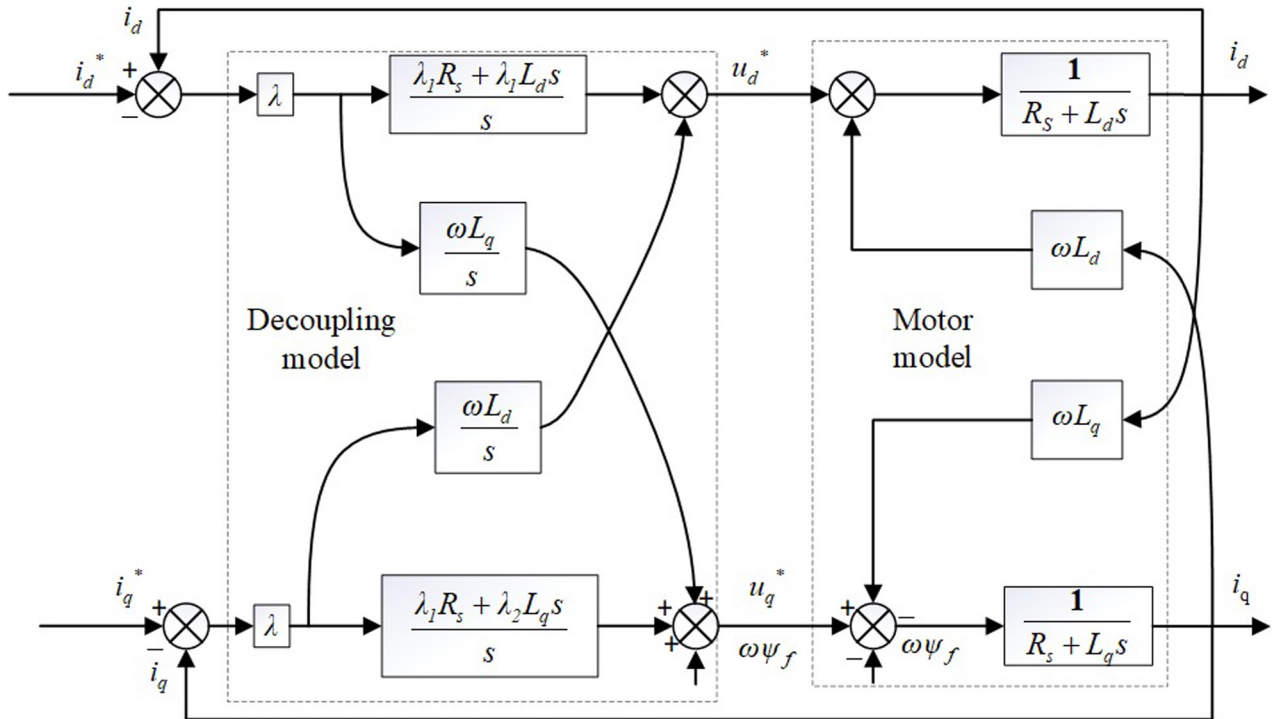 i_d
i_d^*
+
−
λ
λ_1 R_s + λ_1 L_d s
s
u_d^*
1
R_S + L_d s
i_d
ωL_q
s
ωL_d
Decoupling
model
Motor
model
ωL_d
s
ωL_q
i_q^*
+
−
i_q
λ
λ_1 R_s + λ_2 L_q s
s
+
+
+
u_q^*
ωψ_f
+
−
−
ωψ_f
1
R_s + L_q s
i_q